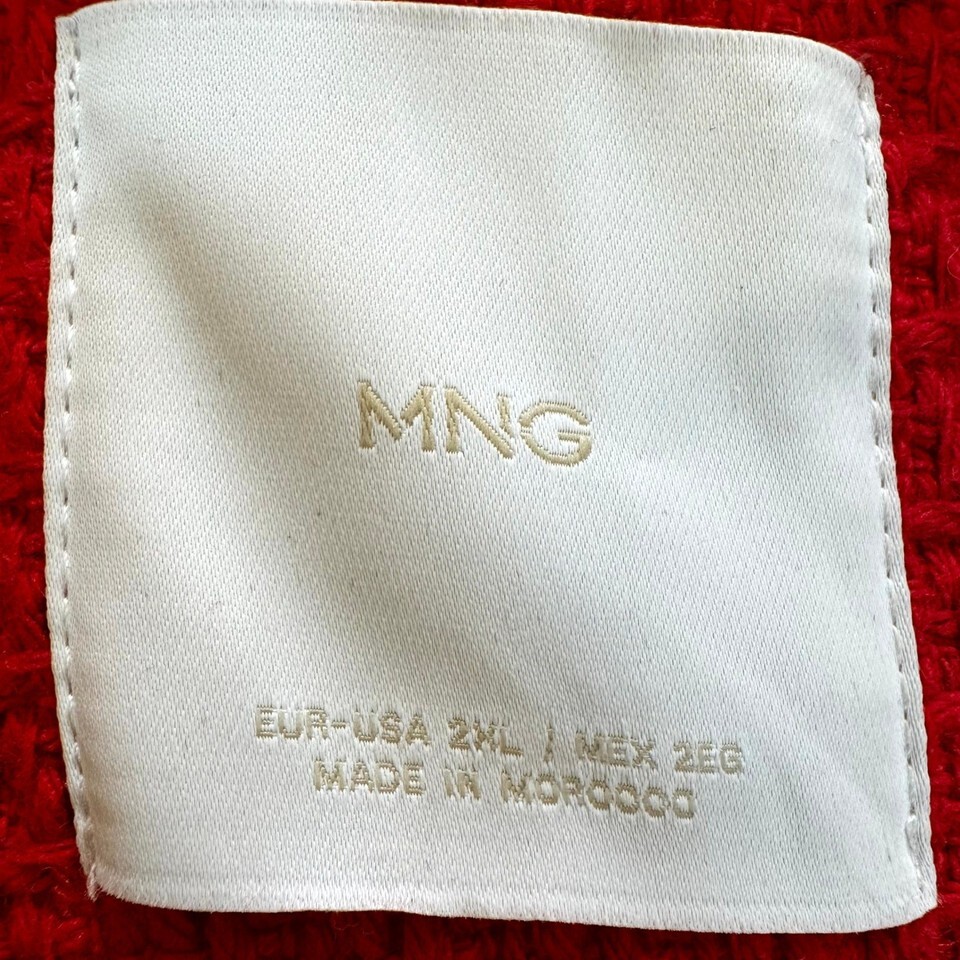 MNG
EUR-USA 2XL / MEX 2EG
MADE IN MOROCCO